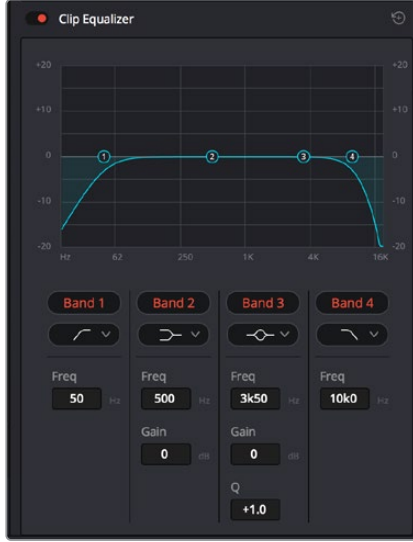 Clip Equalizer
+20 +20
+10 +10
0 1 2 3 4 0
-10 -10
-20 -20
Hz 62 250 1K 4K 16K
Band 1 Band 2 Band 3 Band 4
Freq Freq Freq Freq
50 Hz 500 Hz 3k50 Hz 10k0 Hz
Gain Gain
0 dB 0 dB
Q
+1.0